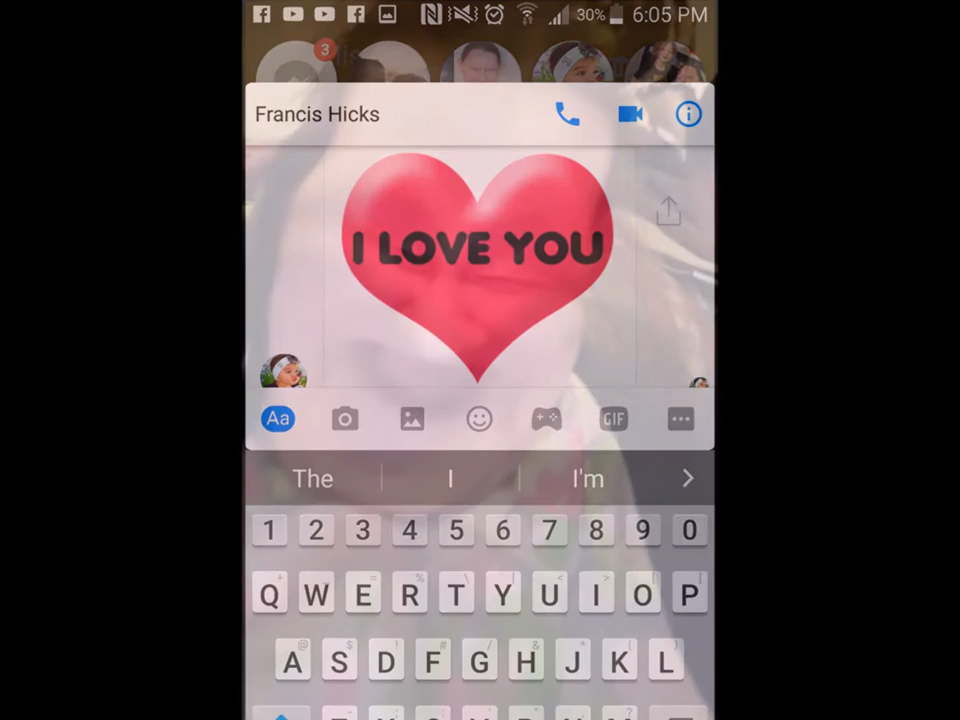 30% 6:05 PM
3
Francis Hicks
I LOVE YOU
Aa GIF
The I I'm
1 2 3 4 5 6 7 8 9 0
Q W E R T Y U I O P
A S D F G H J K L